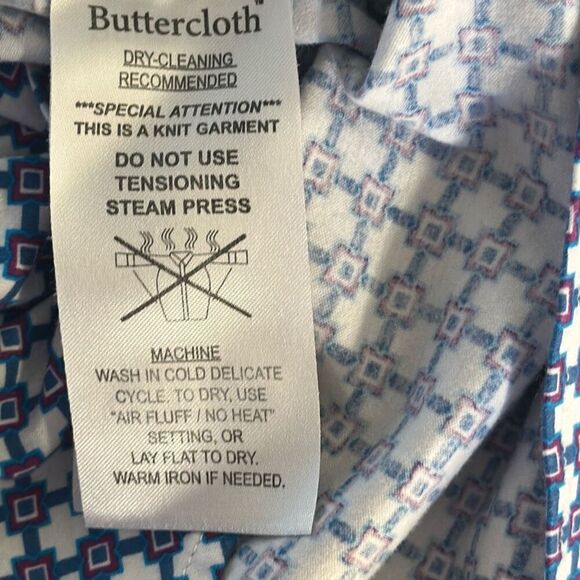 Buttercloth™
DRY-CLEANING
RECOMMENDED
***SPECIAL ATTENTION***
THIS IS A KNIT GARMENT
DO NOT USE
TENSIONING
STEAM PRESS
MACHINE
WASH IN COLD DELICATE
CYCLE. TO DRY, USE
"AIR FLUFF / NO HEAT"
SETTING, OR
LAY FLAT TO DRY.
WARM IRON IF NEEDED.